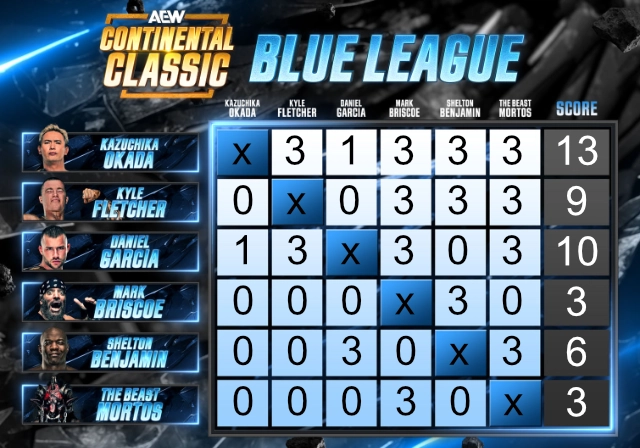 AEW
CONTINENTAL
CLASSIC
BLUE LEAGUE
KAZUCHIKA OKADA KYLE FLETCHER DANIEL GARCIA MARK BRISCOE SHELTON BENJAMIN THE BEAST MORTOS SCORE
KAZUCHIKA OKADA x 3 1 3 3 3 13
KYLE FLETCHER 0 x 0 3 3 3 9
DANIEL GARCIA 1 3 x 3 0 3 10
MARK BRISCOE 0 0 0 x 3 0 3
SHELTON BENJAMIN 0 0 3 0 x 3 6
THE BEAST MORTOS 0 0 0 3 0 x 3